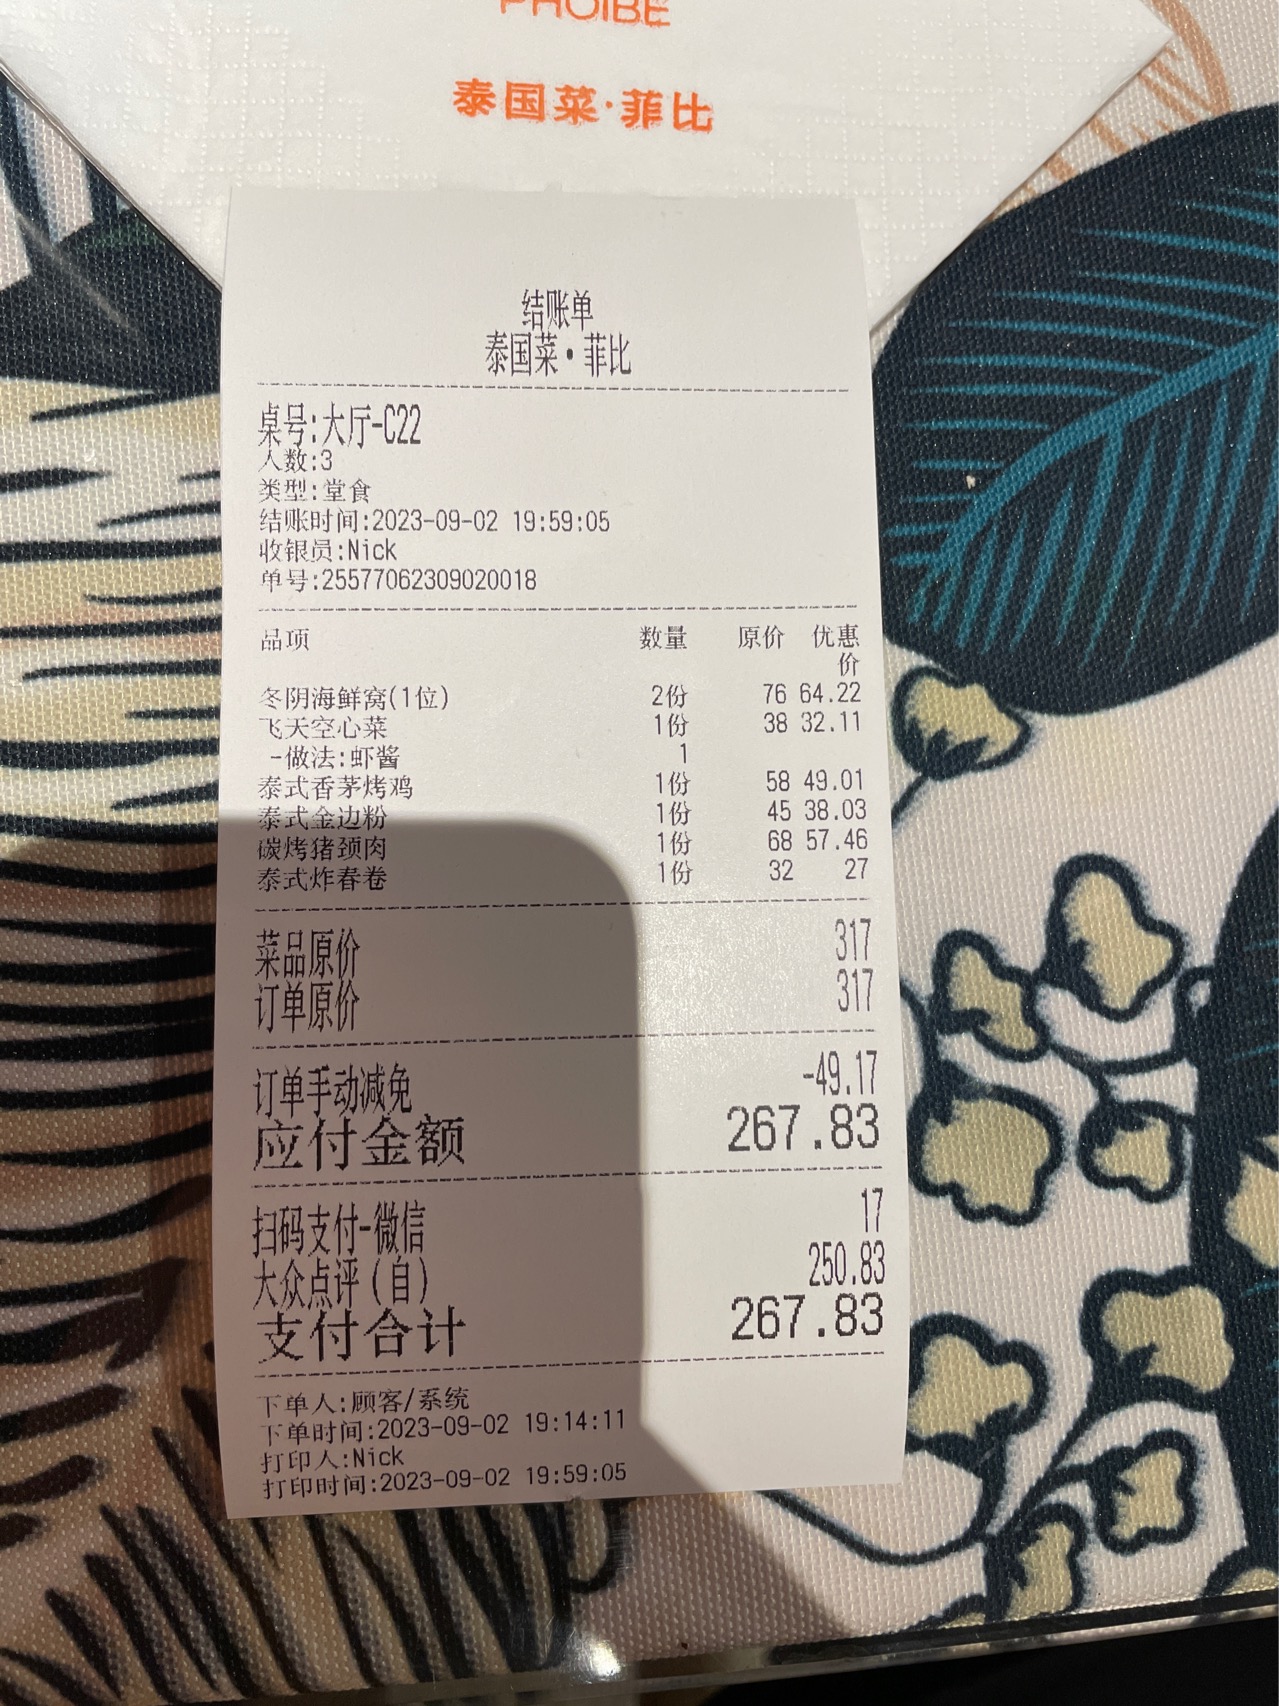 PHOIBE
泰国菜·菲比
结账单
泰国菜·菲比
桌号:大厅-C22
人数:3
类型:堂食
结账时间:2023-09-02 19:59:05
收银员:Nick
单号:25577062309020018
品项 数量 原价 优惠
价
冬阴海鲜窝(1位) 2份 76 64.22
飞天空心菜 1份 38 32.11
-做法:虾酱 1
泰式香茅烤鸡 1份 58 49.01
泰式金边粉 1份 45 38.03
碳烤猪颈肉 1份 68 57.46
泰式炸春卷 1份 32 27
菜品原价 317
订单原价 317
订单手动减免 -49.17
应付金额 267.83
扫码支付-微信 17
大众点评(自) 250.83
支付合计 267.83
下单人:顾客/系统
下单时间:2023-09-02 19:14:11
打印人:Nick
打印时间:2023-09-02 19:59:05